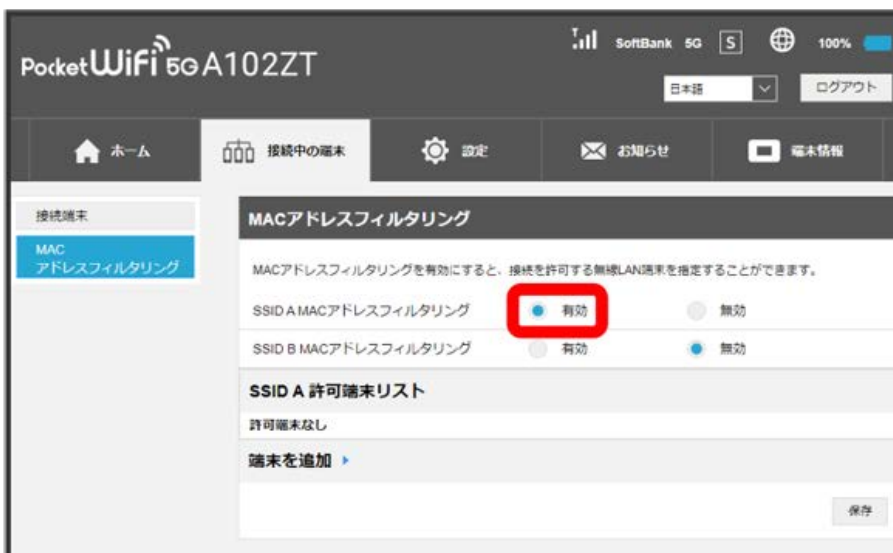 SoftBank 5G S 100%
Pocket WiFi 5G A102ZT
日本語 ログアウト
ホーム 接続中の端末 設定 お知らせ 端末情報
接続端末
MAC
アドレスフィルタリング
MACアドレスフィルタリング
MACアドレスフィルタリングを有効にすると、接続を許可する無線LAN端末を指定することができます。
SSID A MACアドレスフィルタリング 有効 無効
SSID B MACアドレスフィルタリング 有効 無効
SSID A 許可端末リスト
許可端末なし
端末を追加
保存